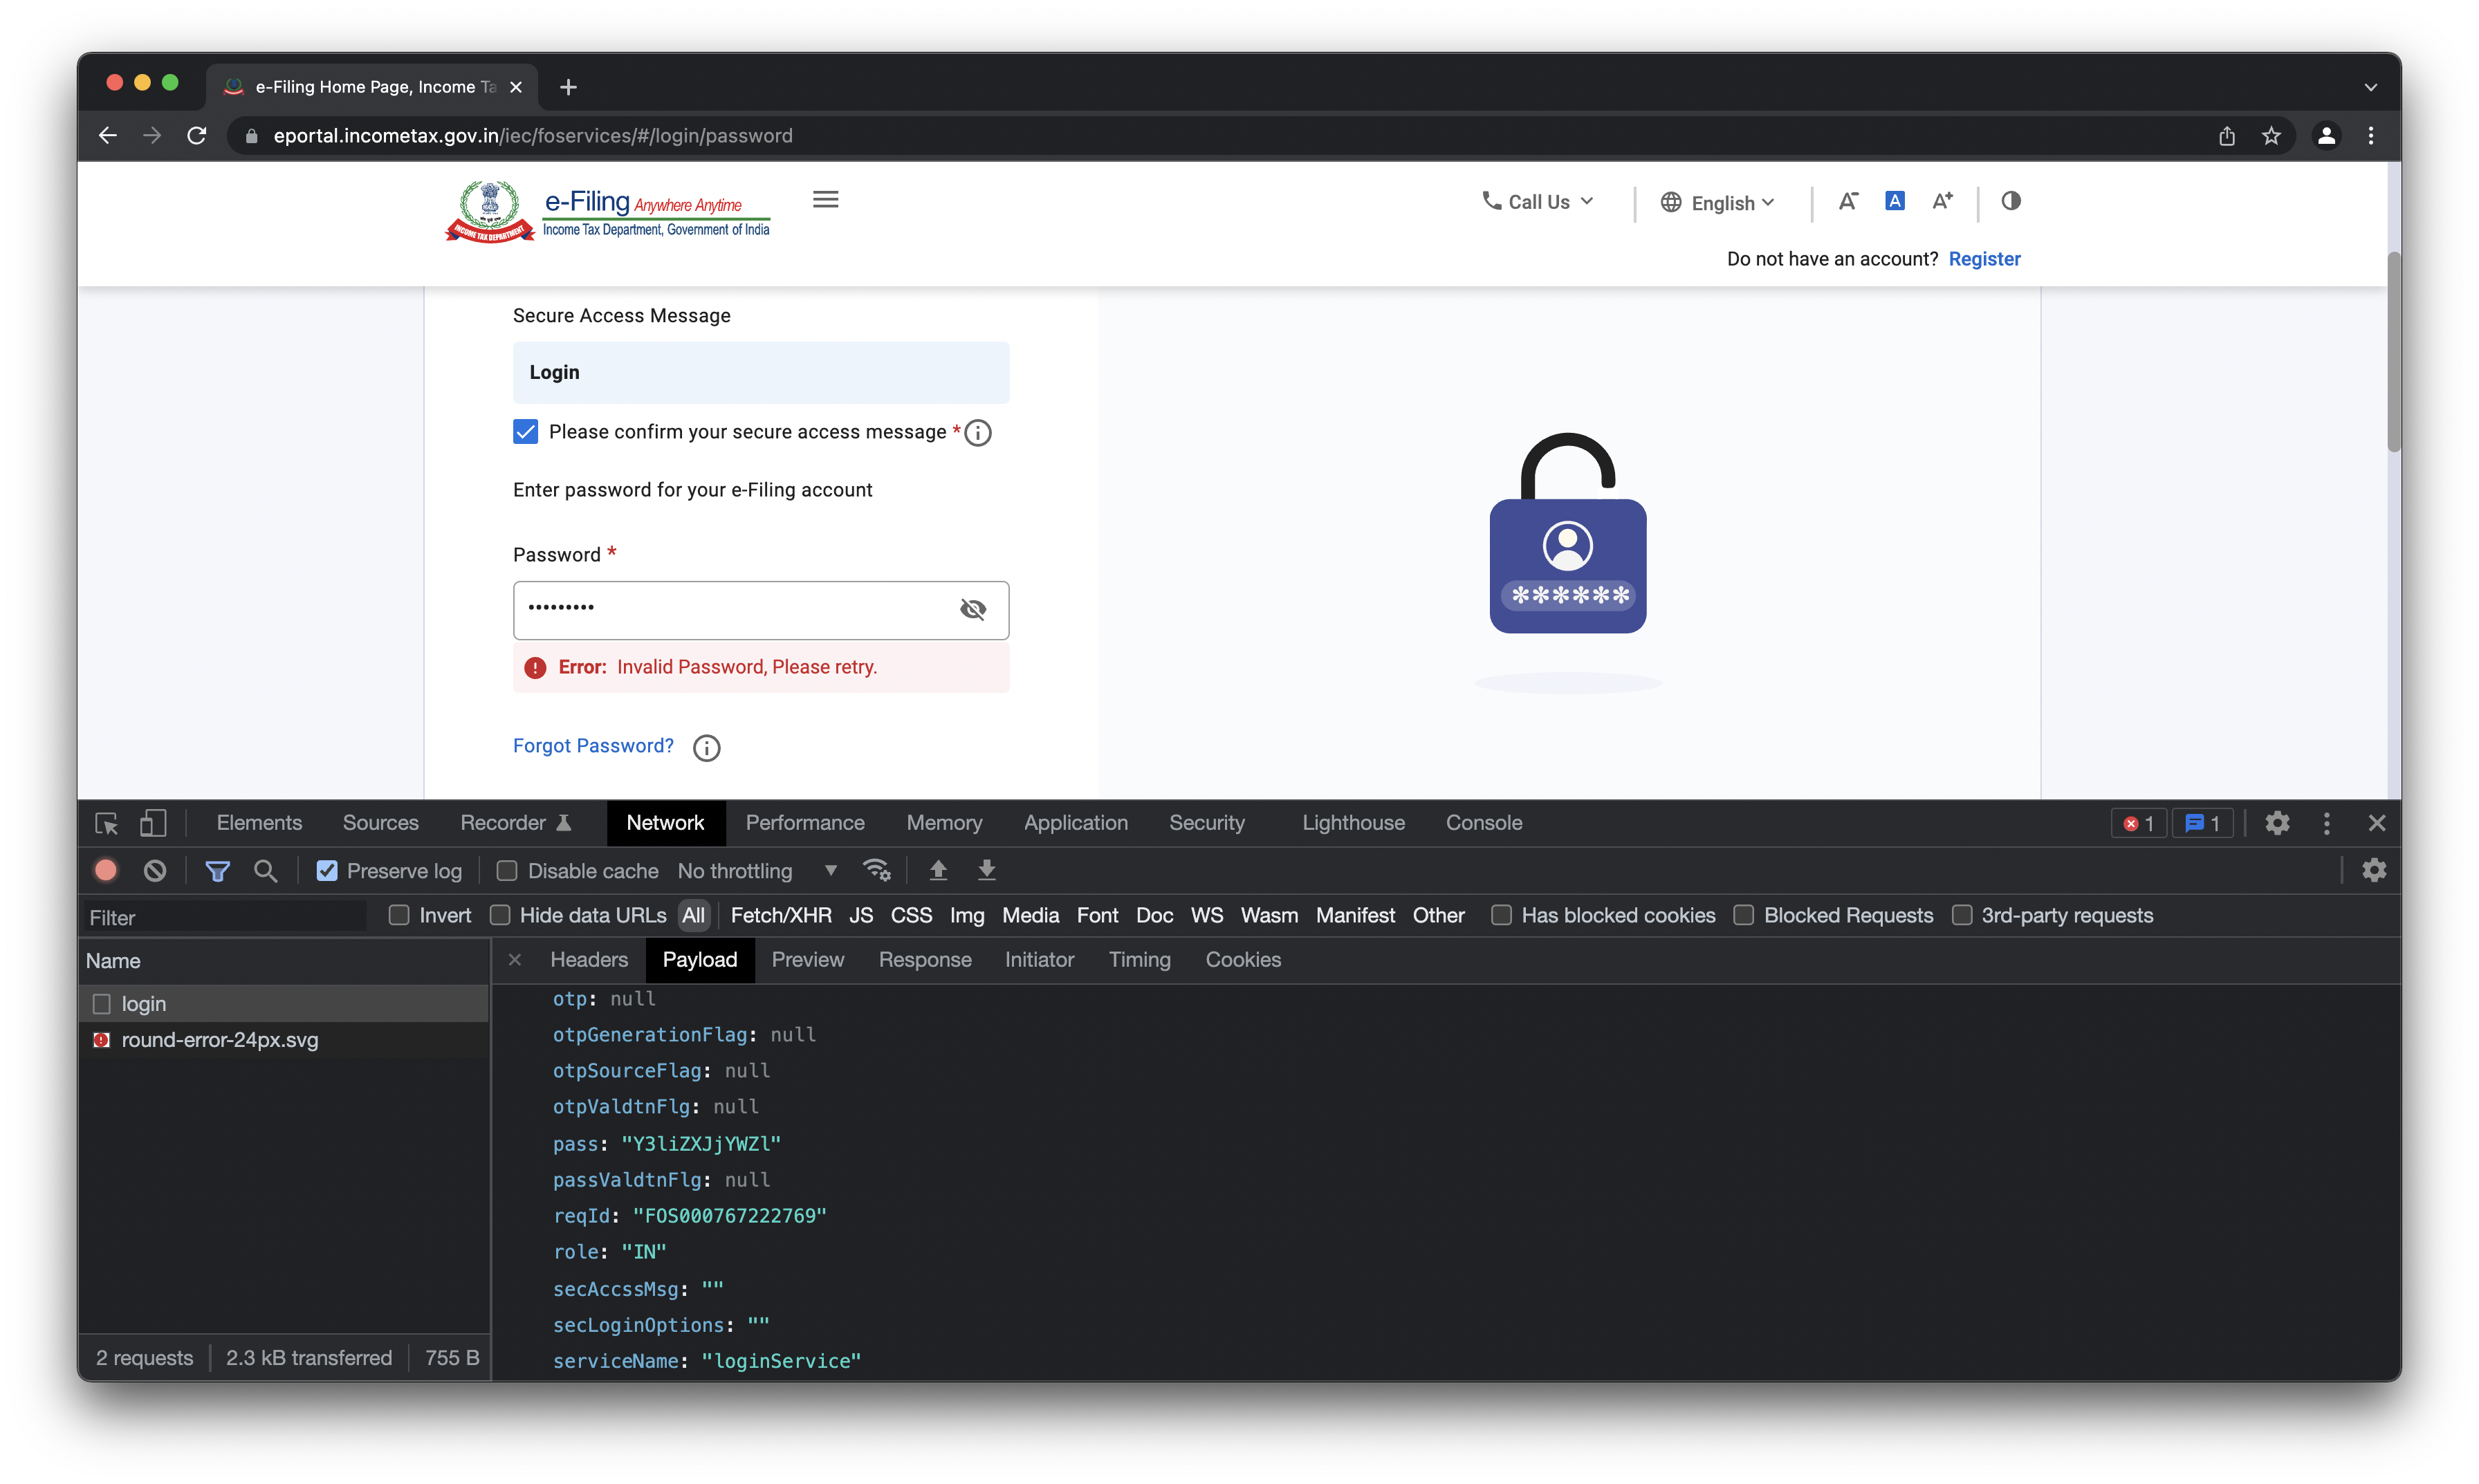 e-Filing Home Page, Income Ta
eportal.incometax.gov.in/iec/foservices/#/login/password
INCOME TAX DEPARTMENT
e-Filing Anywhere Anytime
Income Tax Department, Government of India
Call Us
English
A- A A+
Do not have an account? Register
Secure Access Message
Login
Please confirm your secure access message *
Enter password for your e-Filing account
Password *
•••••••••
Error: Invalid Password, Please retry.
Forgot Password?
******
Elements Sources Recorder Network Performance Memory Application Security Lighthouse Console 1 1
Preserve log Disable cache No throttling
Filter Invert Hide data URLs All Fetch/XHR JS CSS Img Media Font Doc WS Wasm Manifest Other Has blocked cookies Blocked Requests 3rd-party requests
Name
login
round-error-24px.svg
2 requests 2.3 kB transferred 755 B
Headers Payload Preview Response Initiator Timing Cookies
otp: null
otpGenerationFlag: null
otpSourceFlag: null
otpValdtnFlg: null
pass: "Y3liZXJjYWZl"
passValdtnFlg: null
reqId: "FOS000767222769"
role: "IN"
secAccssMsg: ""
secLoginOptions: ""
serviceName: "loginService"